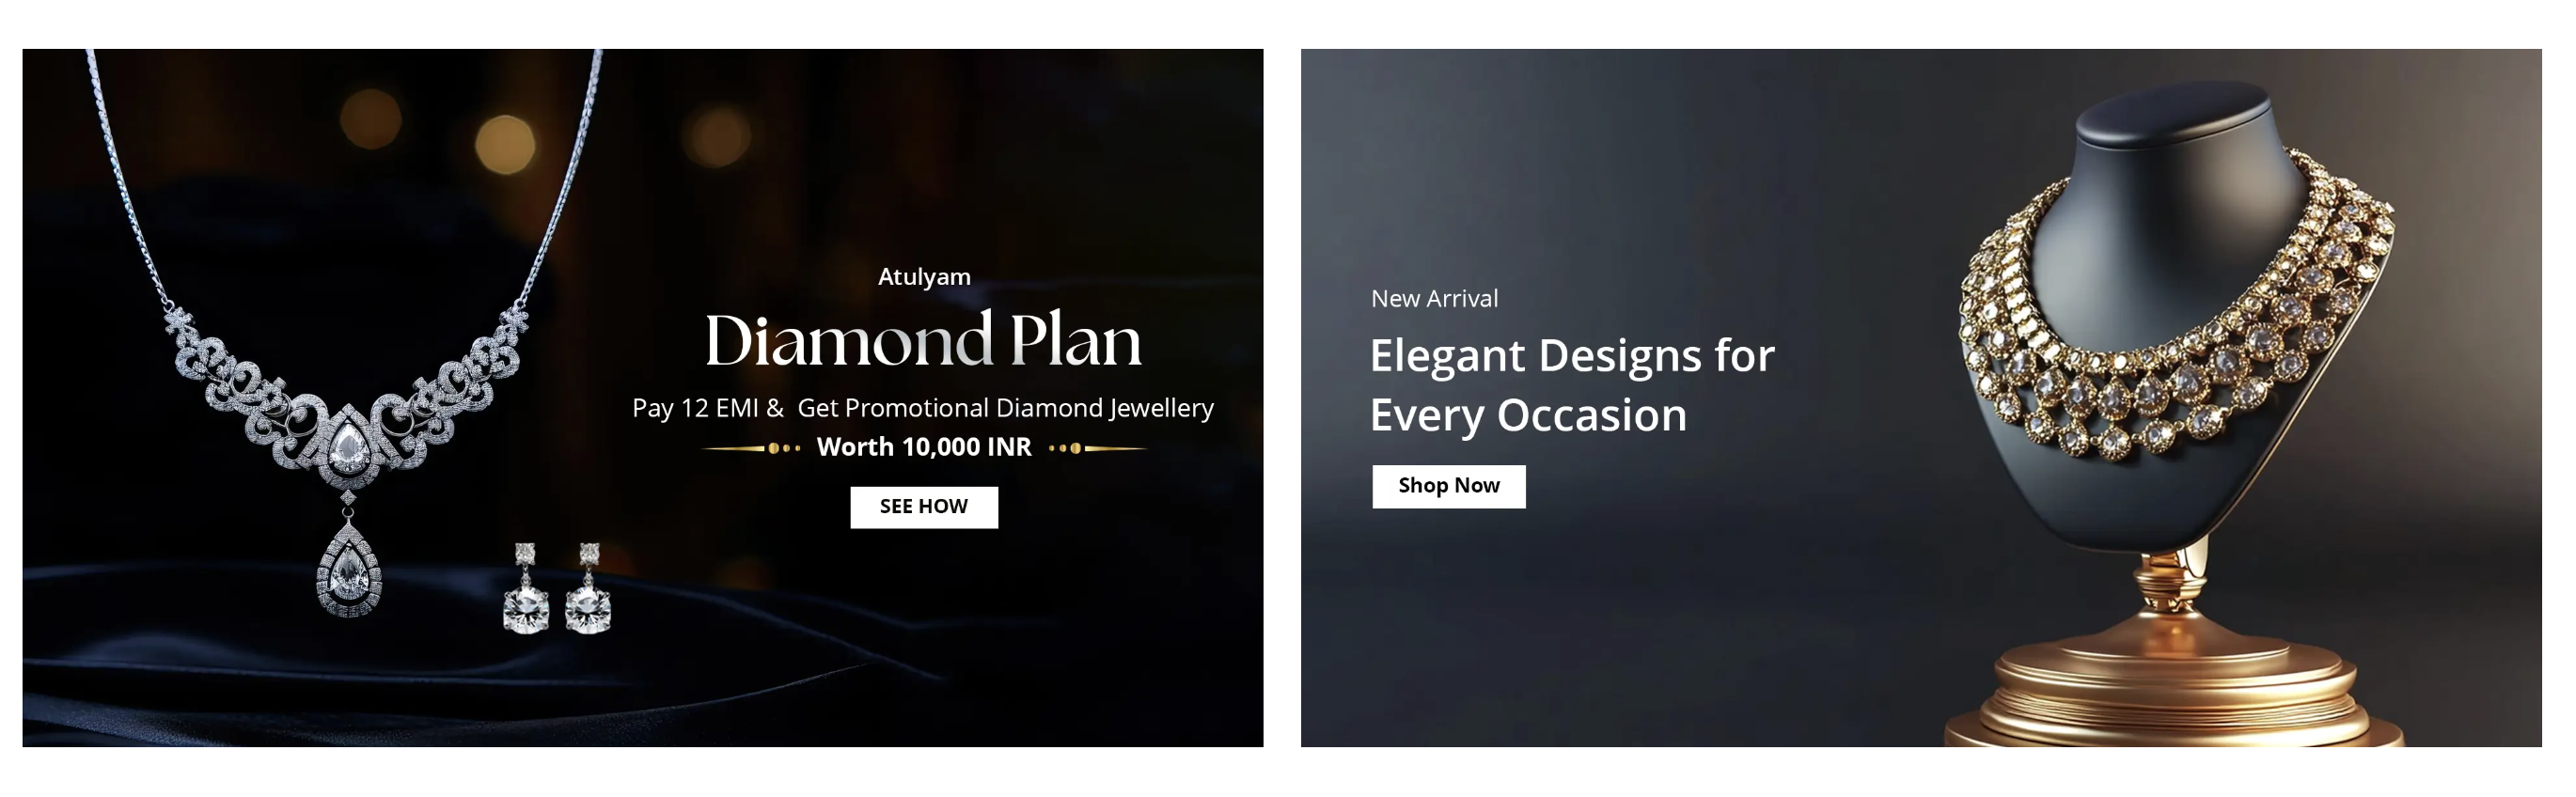 Atulyam
Diamond Plan
Pay 12 EMI &  Get Promotional Diamond Jewellery
Worth 10,000 INR
SEE HOW
New Arrival
Elegant Designs for
Every Occasion
Shop Now